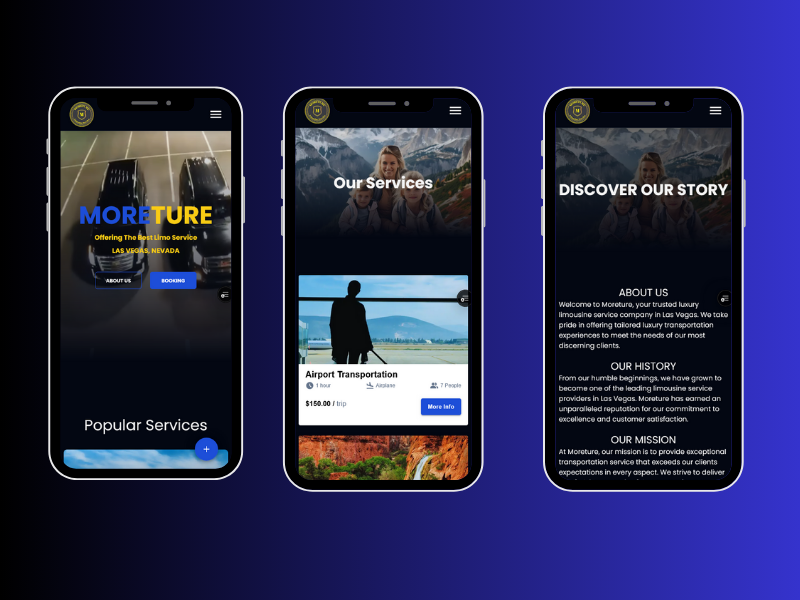 MORETURE
Offering The Best Limo Service
LAS VEGAS, NEVADA
ABOUT US
BOOKING
Popular Services
+
Our Services
Airport Transportation
1 hour
Airplane
7 People
$150.00 / trip
More Info
DISCOVER OUR STORY
ABOUT US
Welcome to Moreture, your trusted luxury
limousine service company in Las Vegas. We take
pride in offering tailored luxury transportation
experiences to meet the needs of our most
discerning clients.
OUR HISTORY
From our humble beginnings, we have grown to
become one of the leading limousine service
providers in Las Vegas. Moreture has earned an
unparalleled reputation for our commitment to
excellence and customer satisfaction.
OUR MISSION
At Moreture, our mission is to provide exceptional
transportation service that exceeds our clients
expectations in every aspect. We strive to deliver